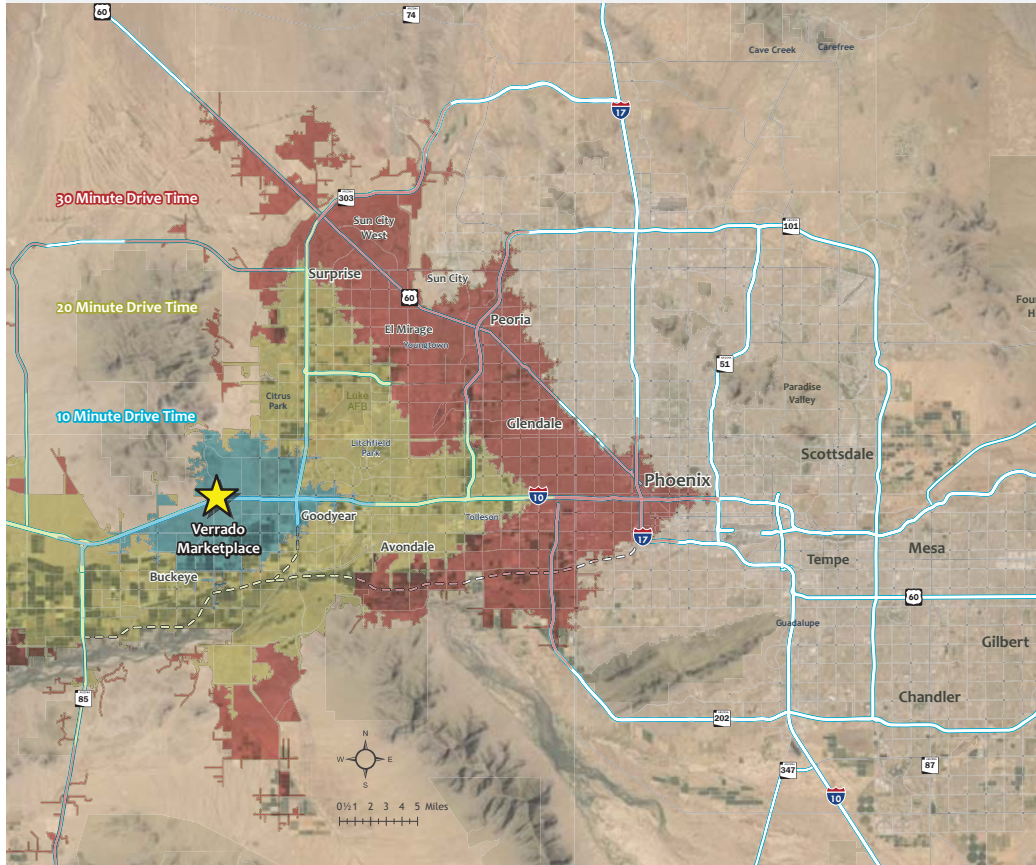 60
74
Cave Creek
Carefree
17
30 Minute Drive Time
303
Sun City
West
101
Surprise
Sun City
60
20 Minute Drive Time
Peoria
El Mirage
Youngtown
51
Paradise
Valley
Citrus
Park
Luke
AFB
10 Minute Drive Time
Glendale
Litchfield
Park
Scottsdale
Phoenix
10
Verrado
Marketplace
Goodyear
Tolleson
17
Avondale
Buckeye
Tempe
Mesa
60
Guadalupe
Gilbert
85
Chandler
202
N
W E
S
347
87
10
0 ½ 1 2 3 4 5 Miles